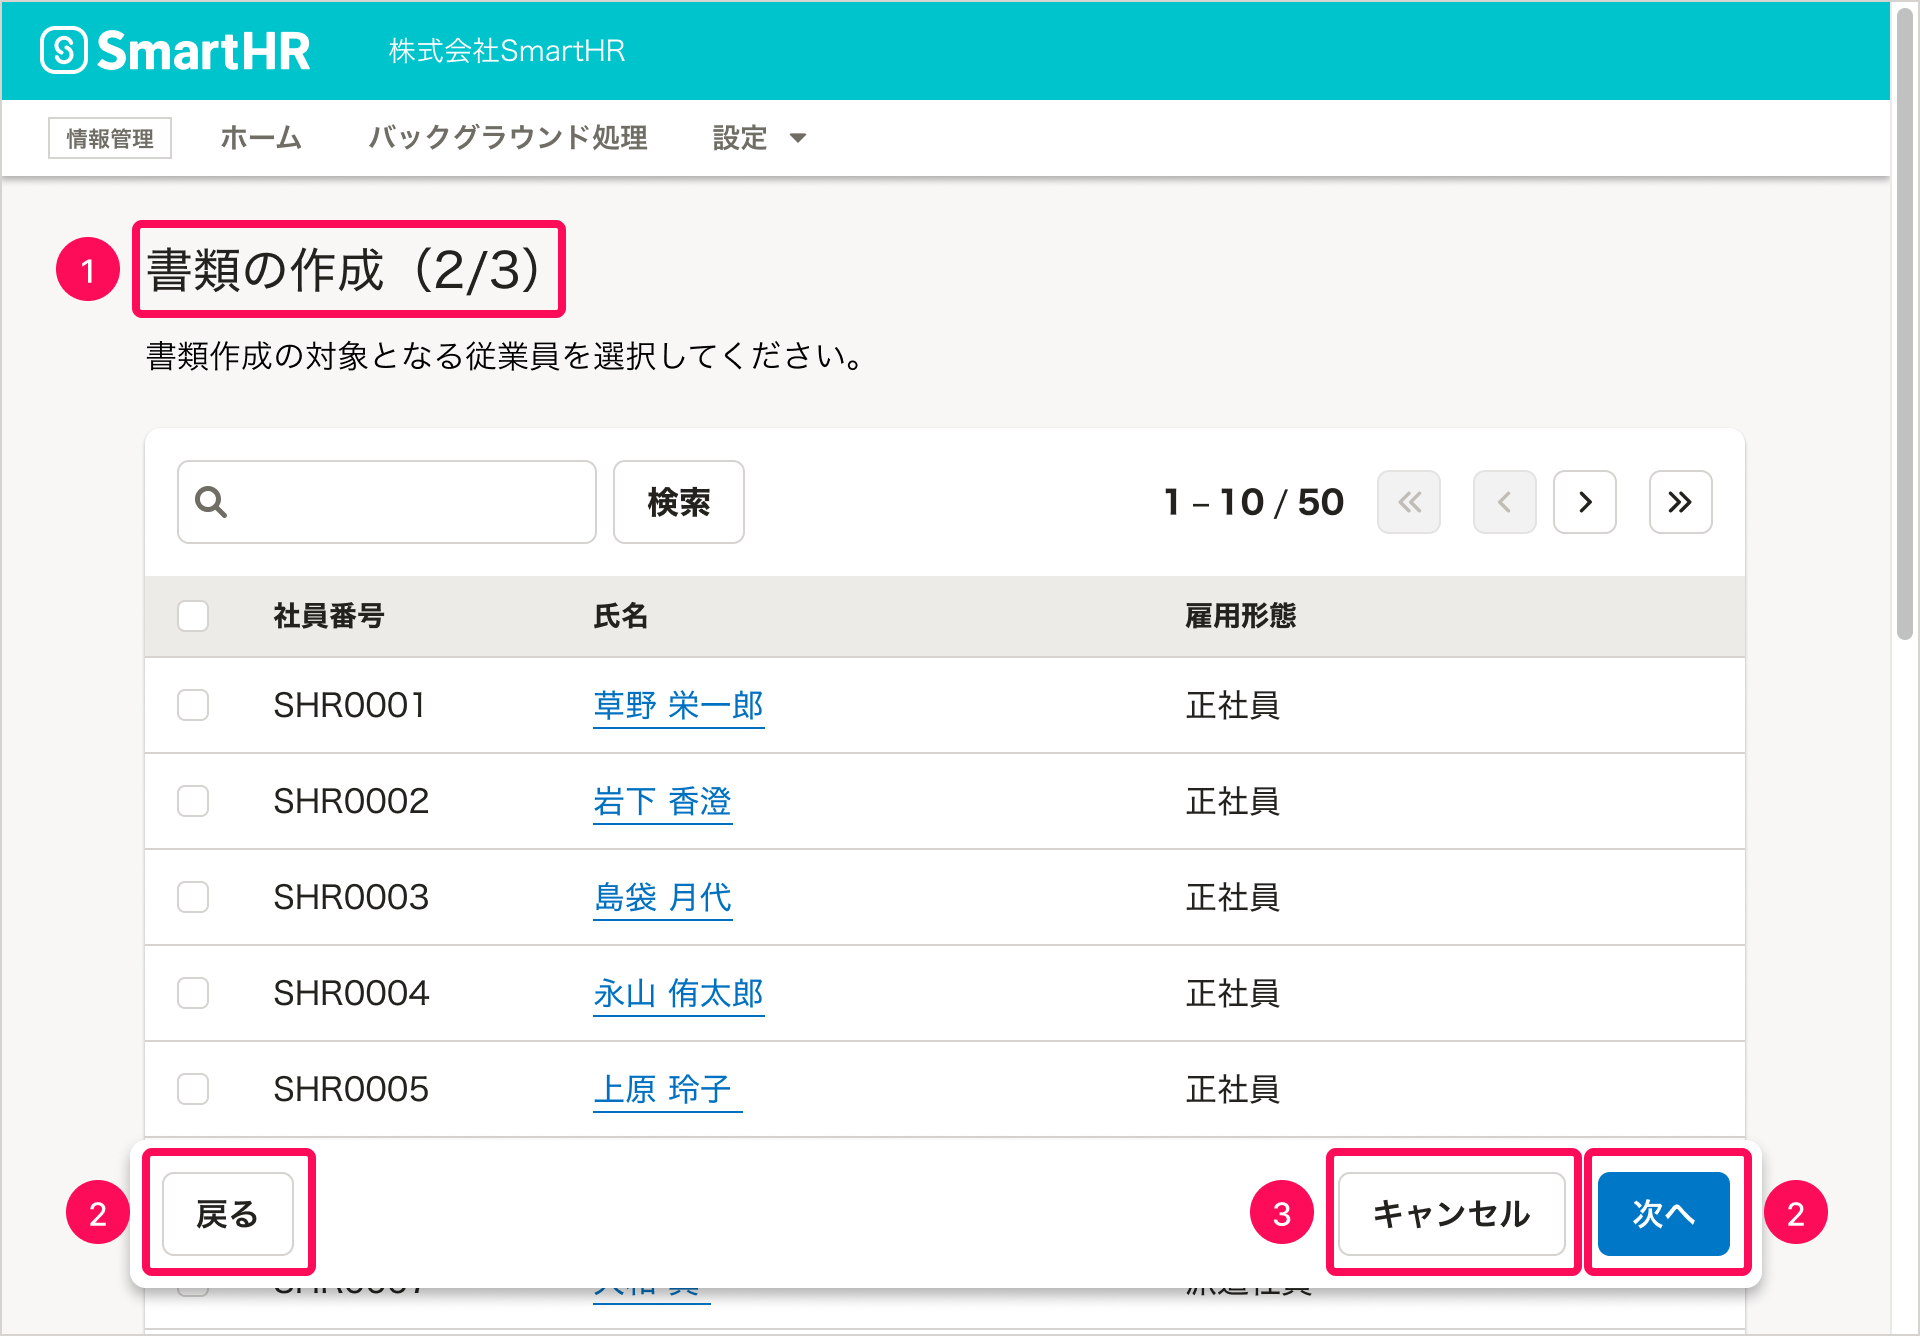 SmartHR 株式会社SmartHR
情報管理 ホーム バックグラウンド処理 設定
1 書類の作成（2/3）
書類作成の対象となる従業員を選択してください。
検索 1 – 10 / 50
社員番号 氏名 雇用形態
SHR0001 草野 栄一郎 正社員
SHR0002 岩下 香澄 正社員
SHR0003 島袋 月代 正社員
SHR0004 永山 侑太郎 正社員
SHR0005 上原 玲子 正社員
2 戻る 3 キャンセル 次へ 2